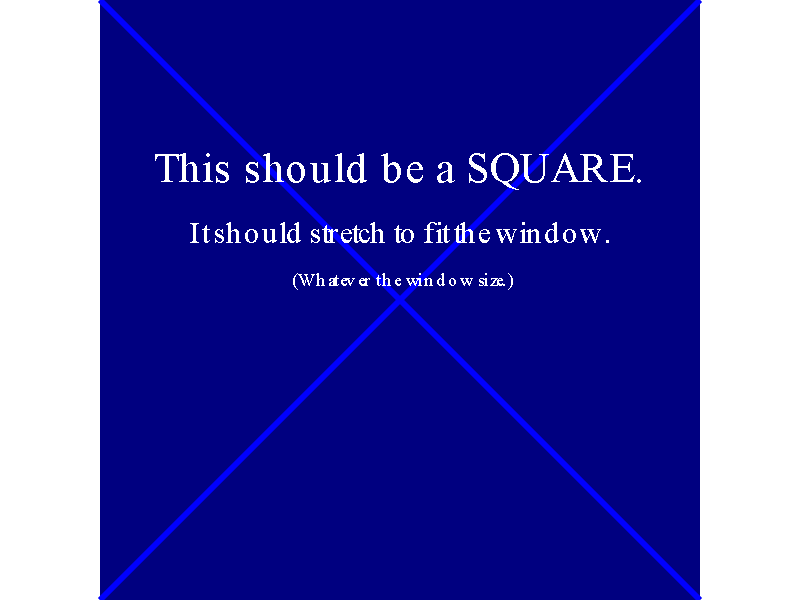 This should be a SQUARE.
It should stretch to fit the window.
(Whatever the window size.)